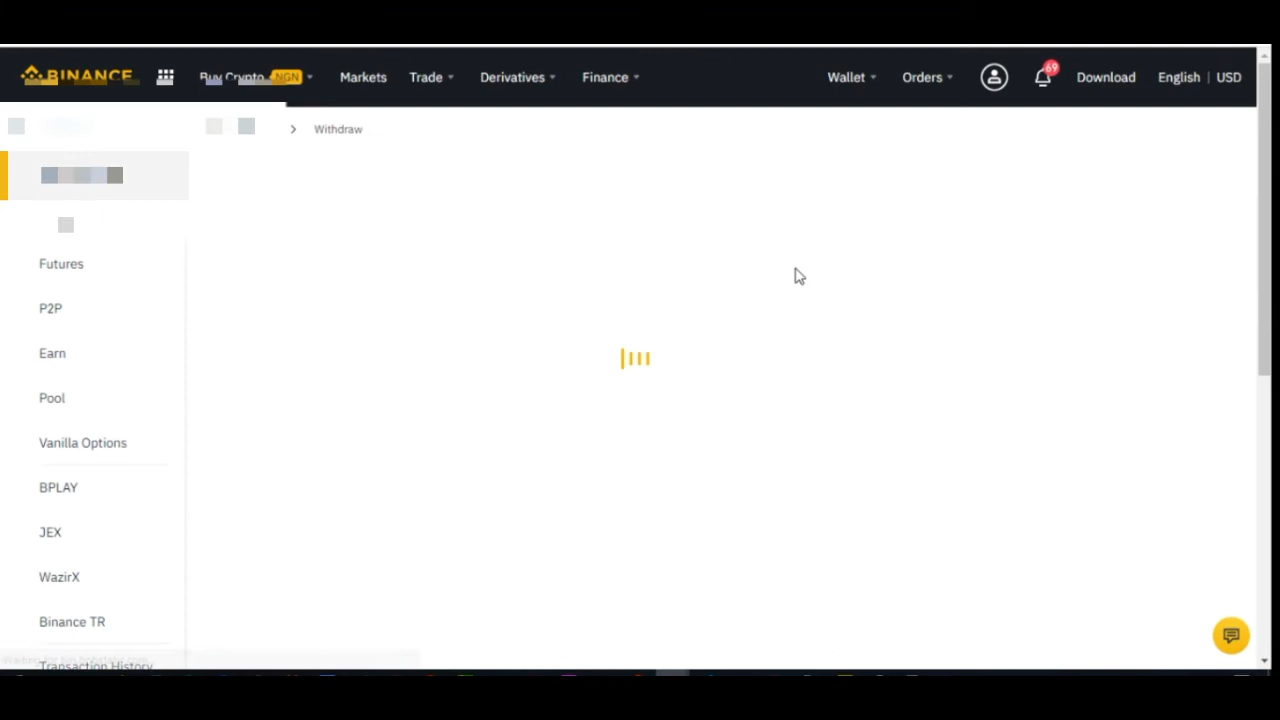 BINANCE Buy Crypto NGN Markets Trade Derivatives Finance Wallet Orders 69 Download English | USD
Withdraw
Futures
P2P
Earn
Pool
Vanilla Options
BPLAY
JEX
WazirX
Binance TR
Transaction History